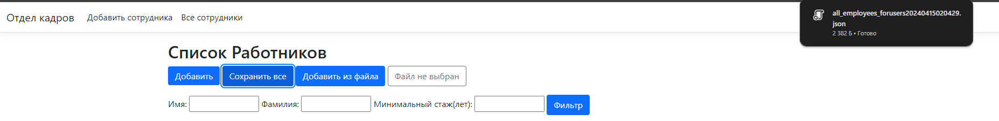 Отдел кадров Добавить сотрудника Все сотрудники
all_employees_forusers20240415020429.
json
2 382 Б • Готово
Список Работников
Добавить Сохранить все Добавить из файла Файл не выбран
Имя: Фамилия: Минимальный стаж(лет): Фильтр